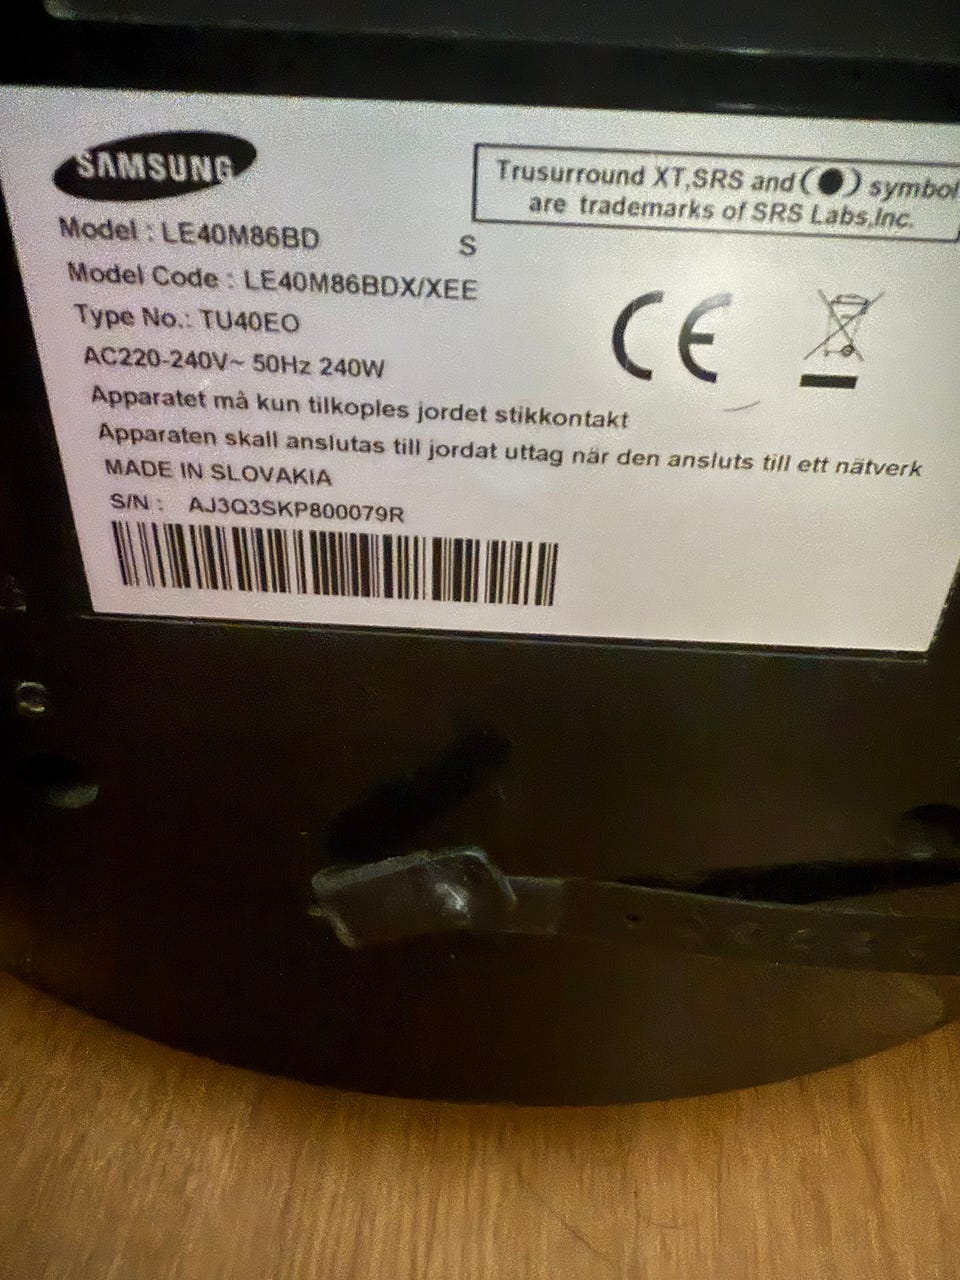 SAMSUNG
Trusurround XT,SRS and (●) symbol
are trademarks of SRS Labs,Inc.
Model : LE40M86BD S
Model Code : LE40M86BDX/XEE
Type No.: TU40EO
AC220-240V~ 50Hz 240W
Apparatet må kun tilkoples jordet stikkontakt
Apparaten skall anslutas till jordat uttag när den ansluts till ett nätverk
MADE IN SLOVAKIA
S/N : AJ3Q3SKP800079R